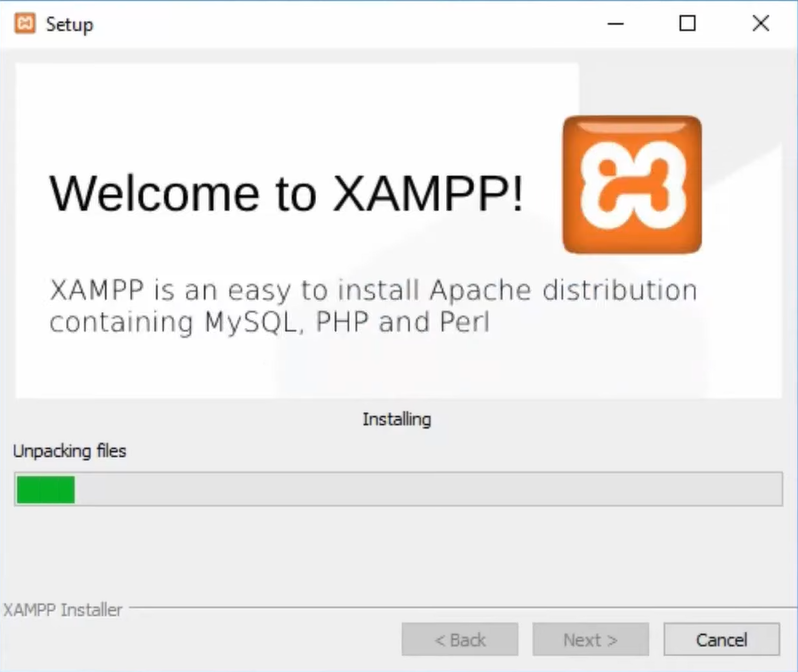 Setup
Welcome to XAMPP!
XAMPP is an easy to install Apache distribution
containing MySQL, PHP and Perl
Installing
Unpacking files
XAMPP Installer
< Back
Next >
Cancel